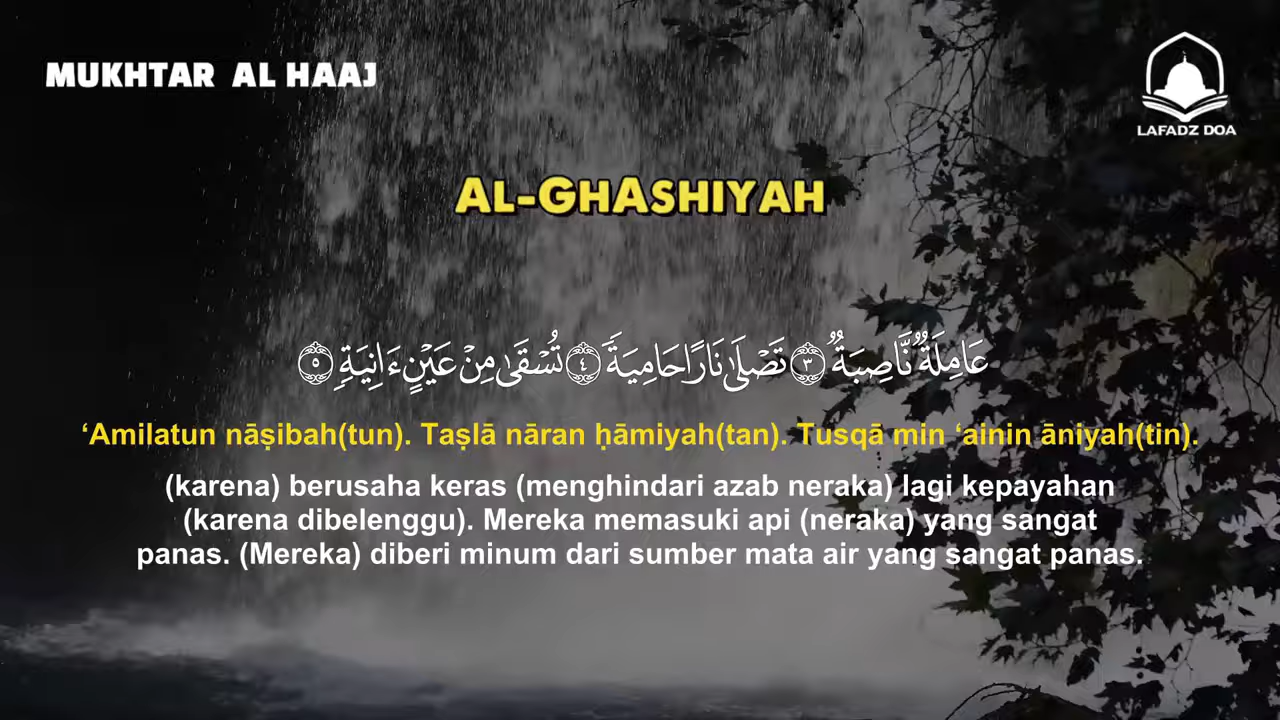 MUKHTAR AL HAAJ
LAFADZ DOA
AL-GHASHIYAH
عَامِلَةٌ نَّاصِبَةٌ ٣ تَصْلَىٰ نَارًا حَامِيَةً ٤ تُسْقَىٰ مِنْ عَيْنٍ ءَانِيَةٍ ٥
‘Amilatun nāṣibah(tun). Taṣlā nāran ḥāmiyah(tan). Tusqā min ‘ainin āniyah(tin).
(karena) berusaha keras (menghindari azab neraka) lagi kepayahan
(karena dibelenggu). Mereka memasuki api (neraka) yang sangat
panas. (Mereka) diberi minum dari sumber mata air yang sangat panas.